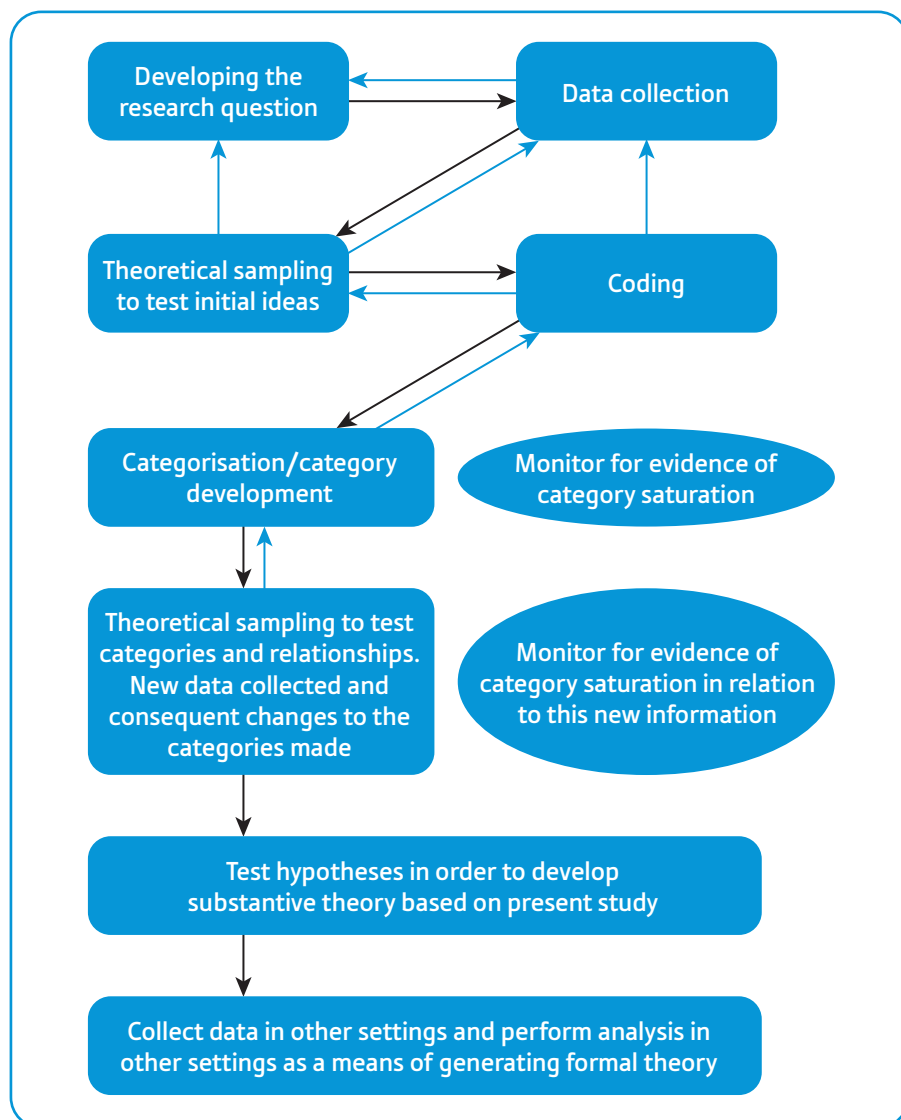 Developing the
research question
Data collection
Theoretical sampling
to test initial ideas
Coding
Categorisation/category
development
Monitor for evidence of
category saturation
Theoretical sampling to test
categories and relationships.
New data collected and
consequent changes to the
categories made
Monitor for evidence of
category saturation in relation
to this new information
Test hypotheses in order to develop
substantive theory based on present study
Collect data in other settings and perform analysis in
other settings as a means of generating formal theory